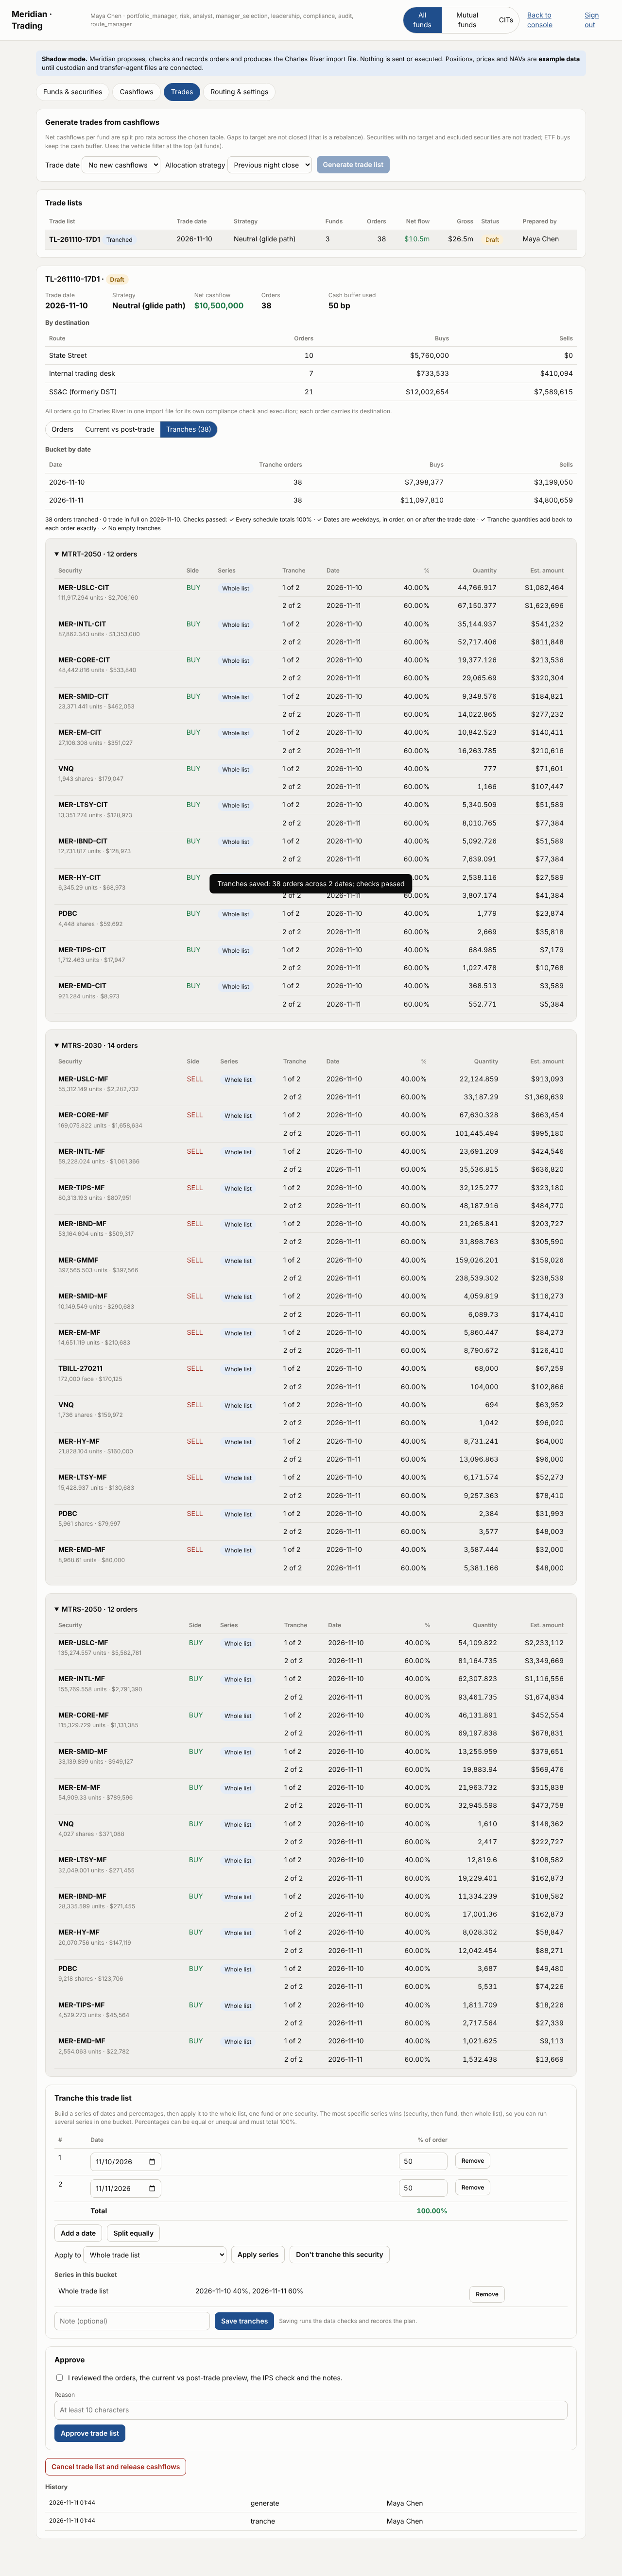 Meridian · Trading
Maya Chen · portfolio_manager, risk, analyst, manager_selection, leadership, compliance, audit, route_manager
All funds
Mutual funds
CITs
Back to console
Sign out
Shadow mode. Meridian proposes, checks and records orders and produces the Charles River import file. Nothing is sent or executed. Positions, prices and NAVs are example data until custodian and transfer-agent files are connected.
Funds & securities
Cashflows
Trades
Routing & settings
Generate trades from cashflows
Net cashflows per fund are split pro rata across the chosen table. Gaps to target are not closed (that is a rebalance). Securities with no target and excluded securities are not traded; ETF buys keep the cash buffer. Uses the vehicle filter at the top (all funds).
Trade date No new cashflows Allocation strategy Previous night close Generate trade list
Trade lists
Trade list Trade date Strategy Funds Orders Net flow Gross Status Prepared by
TL-261110-17D1 Tranched 2026-11-10 Neutral (glide path) 3 38 $10.5m $26.5m Draft Maya Chen
TL-261110-17D1 · Draft
Trade date Strategy Net cashflow Orders Cash buffer used
2026-11-10 Neutral (glide path) $10,500,000 38 50 bp
By destination
Route Orders Buys Sells
State Street 10 $5,760,000 $0
Internal trading desk 7 $733,533 $410,094
SS&C (formerly DST) 21 $12,002,654 $7,589,615
All orders go to Charles River in one import file for its own compliance check and execution; each order carries its destination.
Orders Current vs post-trade Tranches (38)
Bucket by date
Date Tranche orders Buys Sells
2026-11-10 38 $7,398,377 $3,199,050
2026-11-11 38 $11,097,810 $4,800,659
38 orders tranched · 0 trade in full on 2026-11-10. Checks passed: ✓ Every schedule totals 100% · ✓ Dates are weekdays, in order, on or after the trade date · ✓ Tranche quantities add back to each order exactly · ✓ No empty tranches
▼ MTRT-2050 · 12 orders
Security Side Series Tranche Date % Quantity Est. amount
MER-USLC-CIT BUY Whole list 1 of 2 2026-11-10 40.00% 44,766.917 $1,082,464
111,917.294 units · $2,706,160
2 of 2 2026-11-11 60.00% 67,150.377 $1,623,696
MER-INTL-CIT BUY Whole list 1 of 2 2026-11-10 40.00% 35,144.937 $541,232
87,862.343 units · $1,353,080
2 of 2 2026-11-11 60.00% 52,717.406 $811,848
MER-CORE-CIT BUY Whole list 1 of 2 2026-11-10 40.00% 19,377.126 $213,536
48,442.816 units · $533,840
2 of 2 2026-11-11 60.00% 29,065.69 $320,304
MER-SMID-CIT BUY Whole list 1 of 2 2026-11-10 40.00% 9,348.576 $184,821
23,371.441 units · $462,053
2 of 2 2026-11-11 60.00% 14,022.865 $277,232
MER-EM-CIT BUY Whole list 1 of 2 2026-11-10 40.00% 10,842.523 $140,411
27,106.308 units · $351,027
2 of 2 2026-11-11 60.00% 16,263.785 $210,616
VNQ BUY Whole list 1 of 2 2026-11-10 40.00% 777 $71,601
1,943 shares · $179,047
2 of 2 2026-11-11 60.00% 1,166 $107,447
MER-LTSY-CIT BUY Whole list 1 of 2 2026-11-10 40.00% 5,340.509 $51,589
13,351.274 units · $128,973
2 of 2 2026-11-11 60.00% 8,010.765 $77,384
MER-IBND-CIT BUY Whole list 1 of 2 2026-11-10 40.00% 5,092.726 $51,589
12,731.817 units · $128,973
2 of 2 2026-11-11 60.00% 7,639.091 $77,384
MER-HY-CIT BUY .00% 2,538.116 $27,589
6,345.29 units · $68,973
Tranches saved: 38 orders across 2 dates; checks passed
2 of 2 2026-11-11 60.00% 3,807.174 $41,384
PDBC BUY Whole list 1 of 2 2026-11-10 40.00% 1,779 $23,874
4,448 shares · $59,692
2 of 2 2026-11-11 60.00% 2,669 $35,818
MER-TIPS-CIT BUY Whole list 1 of 2 2026-11-10 40.00% 684.985 $7,179
1,712.463 units · $17,947
2 of 2 2026-11-11 60.00% 1,027.478 $10,768
MER-EMD-CIT BUY Whole list 1 of 2 2026-11-10 40.00% 368.513 $3,589
921.284 units · $8,973
2 of 2 2026-11-11 60.00% 552.771 $5,384
▼ MTRS-2030 · 14 orders
Security Side Series Tranche Date % Quantity Est. amount
MER-USLC-MF SELL Whole list 1 of 2 2026-11-10 40.00% 22,124.859 $913,093
55,312.149 units · $2,282,732
2 of 2 2026-11-11 60.00% 33,187.29 $1,369,639
MER-CORE-MF SELL Whole list 1 of 2 2026-11-10 40.00% 67,630.328 $663,454
169,075.822 units · $1,658,634
2 of 2 2026-11-11 60.00% 101,445.494 $995,180
MER-INTL-MF SELL Whole list 1 of 2 2026-11-10 40.00% 23,691.209 $424,546
59,228.024 units · $1,061,366
2 of 2 2026-11-11 60.00% 35,536.815 $636,820
MER-TIPS-MF SELL Whole list 1 of 2 2026-11-10 40.00% 32,125.277 $323,180
80,313.193 units · $807,951
2 of 2 2026-11-11 60.00% 48,187.916 $484,770
MER-IBND-MF SELL Whole list 1 of 2 2026-11-10 40.00% 21,265.841 $203,727
53,164.604 units · $509,317
2 of 2 2026-11-11 60.00% 31,898.763 $305,590
MER-GMMF SELL Whole list 1 of 2 2026-11-10 40.00% 159,026.201 $159,026
397,565.503 units · $397,566
2 of 2 2026-11-11 60.00% 238,539.302 $238,539
MER-SMID-MF SELL Whole list 1 of 2 2026-11-10 40.00% 4,059.819 $116,273
10,149.549 units · $290,683
2 of 2 2026-11-11 60.00% 6,089.73 $174,410
MER-EM-MF SELL Whole list 1 of 2 2026-11-10 40.00% 5,860.447 $84,273
14,651.119 units · $210,683
2 of 2 2026-11-11 60.00% 8,790.672 $126,410
TBILL-270211 SELL Whole list 1 of 2 2026-11-10 40.00% 68,000 $67,259
172,000 face · $170,125
2 of 2 2026-11-11 60.00% 104,000 $102,866
VNQ SELL Whole list 1 of 2 2026-11-10 40.00% 694 $63,952
1,736 shares · $159,972
2 of 2 2026-11-11 60.00% 1,042 $96,020
MER-HY-MF SELL Whole list 1 of 2 2026-11-10 40.00% 8,731.241 $64,000
21,828.104 units · $160,000
2 of 2 2026-11-11 60.00% 13,096.863 $96,000
MER-LTSY-MF SELL Whole list 1 of 2 2026-11-10 40.00% 6,171.574 $52,273
15,428.937 units · $130,683
2 of 2 2026-11-11 60.00% 9,257.363 $78,410
PDBC SELL Whole list 1 of 2 2026-11-10 40.00% 2,384 $31,993
5,961 shares · $79,997
2 of 2 2026-11-11 60.00% 3,577 $48,003
MER-EMD-MF SELL Whole list 1 of 2 2026-11-10 40.00% 3,587.444 $32,000
8,968.61 units · $80,000
2 of 2 2026-11-11 60.00% 5,381.166 $48,000
▼ MTRS-2050 · 12 orders
Security Side Series Tranche Date % Quantity Est. amount
MER-USLC-MF BUY Whole list 1 of 2 2026-11-10 40.00% 54,109.822 $2,233,112
135,274.557 units · $5,582,781
2 of 2 2026-11-11 60.00% 81,164.735 $3,349,669
MER-INTL-MF BUY Whole list 1 of 2 2026-11-10 40.00% 62,307.823 $1,116,556
155,769.558 units · $2,791,390
2 of 2 2026-11-11 60.00% 93,461.735 $1,674,834
MER-CORE-MF BUY Whole list 1 of 2 2026-11-10 40.00% 46,131.891 $452,554
115,329.729 units · $1,131,385
2 of 2 2026-11-11 60.00% 69,197.838 $678,831
MER-SMID-MF BUY Whole list 1 of 2 2026-11-10 40.00% 13,255.959 $379,651
33,139.899 units · $949,127
2 of 2 2026-11-11 60.00% 19,883.94 $569,476
MER-EM-MF BUY Whole list 1 of 2 2026-11-10 40.00% 21,963.732 $315,838
54,909.33 units · $789,596
2 of 2 2026-11-11 60.00% 32,945.598 $473,758
VNQ BUY Whole list 1 of 2 2026-11-10 40.00% 1,610 $148,362
4,027 shares · $371,088
2 of 2 2026-11-11 60.00% 2,417 $222,727
MER-LTSY-MF BUY Whole list 1 of 2 2026-11-10 40.00% 12,819.6 $108,582
32,049.001 units · $271,455
2 of 2 2026-11-11 60.00% 19,229.401 $162,873
MER-IBND-MF BUY Whole list 1 of 2 2026-11-10 40.00% 11,334.239 $108,582
28,335.599 units · $271,455
2 of 2 2026-11-11 60.00% 17,001.36 $162,873
MER-HY-MF BUY Whole list 1 of 2 2026-11-10 40.00% 8,028.302 $58,847
20,070.756 units · $147,119
2 of 2 2026-11-11 60.00% 12,042.454 $88,271
PDBC BUY Whole list 1 of 2 2026-11-10 40.00% 3,687 $49,480
9,218 shares · $123,706
2 of 2 2026-11-11 60.00% 5,531 $74,226
MER-TIPS-MF BUY Whole list 1 of 2 2026-11-10 40.00% 1,811.709 $18,226
4,529.273 units · $45,564
2 of 2 2026-11-11 60.00% 2,717.564 $27,339
MER-EMD-MF BUY Whole list 1 of 2 2026-11-10 40.00% 1,021.625 $9,113
2,554.063 units · $22,782
2 of 2 2026-11-11 60.00% 1,532.438 $13,669
Tranche this trade list
Build a series of dates and percentages, then apply it to the whole list, one fund or one security. The most specific series wins (security, then fund, then whole list), so you can run several series in one bucket. Percentages can be equal or unequal and must total 100%.
# Date % of order
1 11/10/2026 50 Remove
2 11/11/2026 50 Remove
Total 100.00%
Add a date Split equally
Apply to Whole trade list Apply series Don't tranche this security
Series in this bucket
Whole trade list 2026-11-10 40%, 2026-11-11 60% Remove
Note (optional) Save tranches Saving runs the data checks and records the plan.
Approve
I reviewed the orders, the current vs post-trade preview, the IPS check and the notes.
Reason
At least 10 characters
Approve trade list
Cancel trade list and release cashflows
History
2026-11-11 01:44 generate Maya Chen
2026-11-11 01:44 tranche Maya Chen